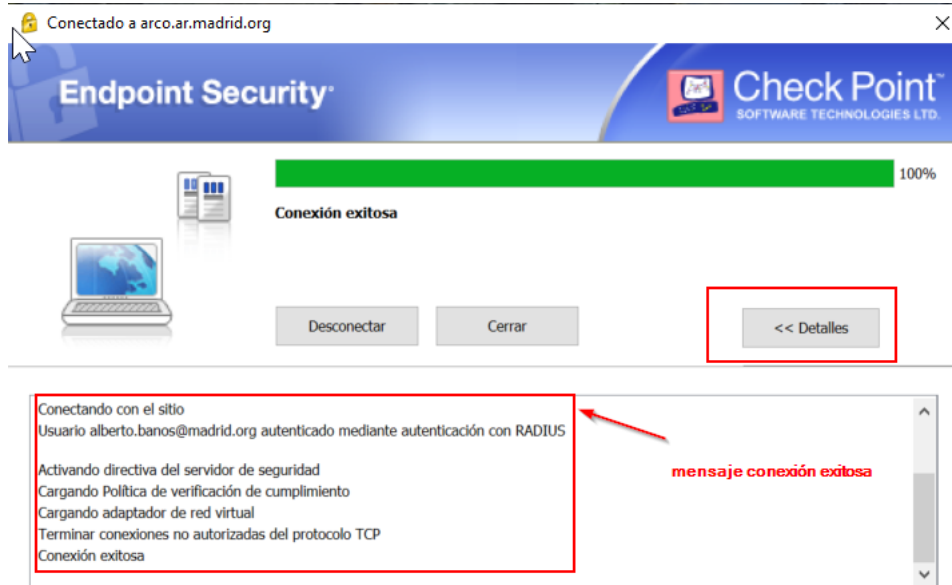 Conectado a arco.ar.madrid.org
Endpoint Security
Check Point™
SOFTWARE TECHNOLOGIES LTD.
100%
Conexión exitosa
Desconectar
Cerrar
<< Detalles
Conectando con el sitio
Usuario alberto.banos@madrid.org autenticado mediante autenticación con RADIUS
Activando directiva del servidor de seguridad
mensaje conexión exitosa
Cargando Política de verificación de cumplimiento
Cargando adaptador de red virtual
Terminar conexiones no autorizadas del protocolo TCP
Conexión exitosa